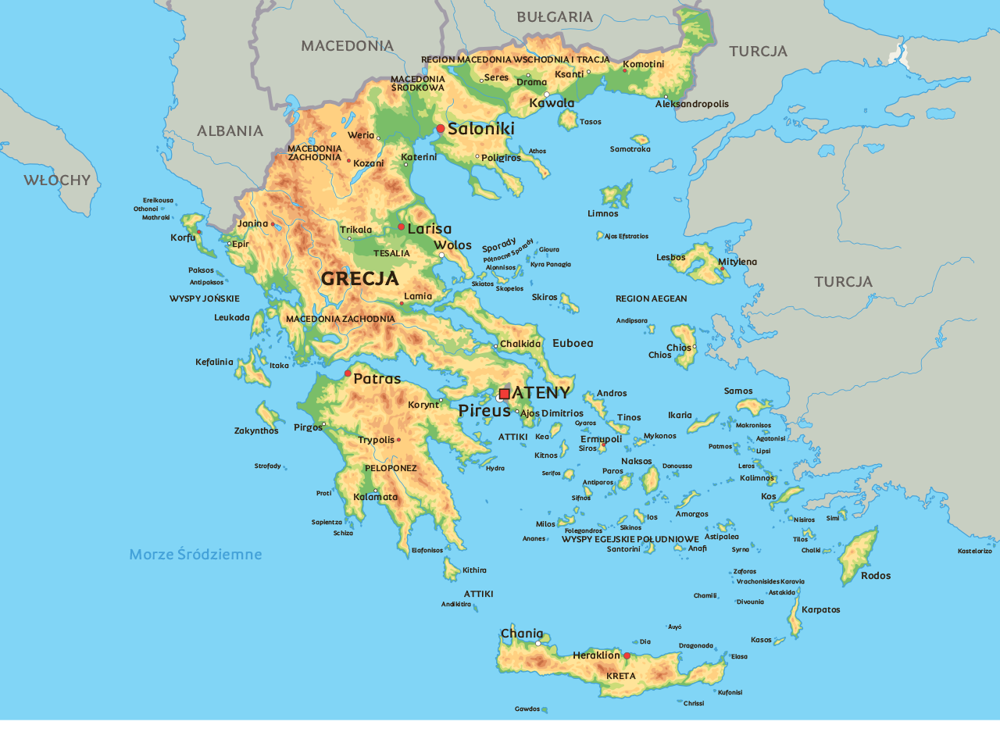 BUŁGARIA
MACEDONIA
TURCJA
REGION MACEDONIA WSCHODNIA I TRACJA
Komotini
Seres
Drama
Ksanti
MACEDONIA
ŚRODKOWA
Kawala
Aleksandropolis
Tasos
ALBANIA
Saloniki
Weria
MACEDONIA
ZACHODNIA
Kozani
Katerini
Poligiros
Athos
Samotraka
WŁOCHY
Ereikousa
Othonoi
Mathraki
Korfu
Janina
Epir
Trikala
Larisa
Limnos
Ajos Efstratios
Wolos
TESALIA
Sporady
Północne Sporady
Gioura
Kyra Panagia
Alonnisos
Skiatos
Skopelos
Lesbos
Mitylena
Paksos
Antipaksos
GRECJA
TURCJA
WYSPY JOŃSKIE
Lamia
Skiros
REGION AEGEAN
Leukada
MACEDONIA ZACHODNIA
Andipsara
Chalkida
Euboea
Chios
Chios
Kefalinia
Itaka
Patras
ATENY
Andros
Samos
Korynt
Pireus
Ajos Dimitrios
Tinos
Ikaria
Zakynthos
Pirgos
Gyaros
Makronisos
ATTIKI
Kea
Ermupoli
Mykonos
Agatonisi
Trypolis
Siros
Patmos
Lipsi
Kitnos
Naksos
Donoussa
Leros
Strofady
PELOPONEZ
Hydra
Serifos
Paros
Kalimnos
Antiparos
Proti
Kalamata
Sifnos
Kos
Sapientza
Schiza
Milos
Folegandros
Sikinos
Ios
Amorgos
Nisiros
Simi
Ananes
WYSPY EGEJSKIE POŁUDNIOWE
Astipalea
Tilos
Morze Śródziemne
Elafonisos
Santorini
Anafi
Syrna
Chalki
Kastelorizo
Kithira
Zaforas
Rodos
Vrachonisides Karavia
ATTIKI
Astakida
Andikitira
Chamili
Divounia
Karpatos
Chania
Auyó
Kasos
Dia
Dragonada
Heraklion
Elasa
KRETA
Kufonisi
Chrissi
Gawdos